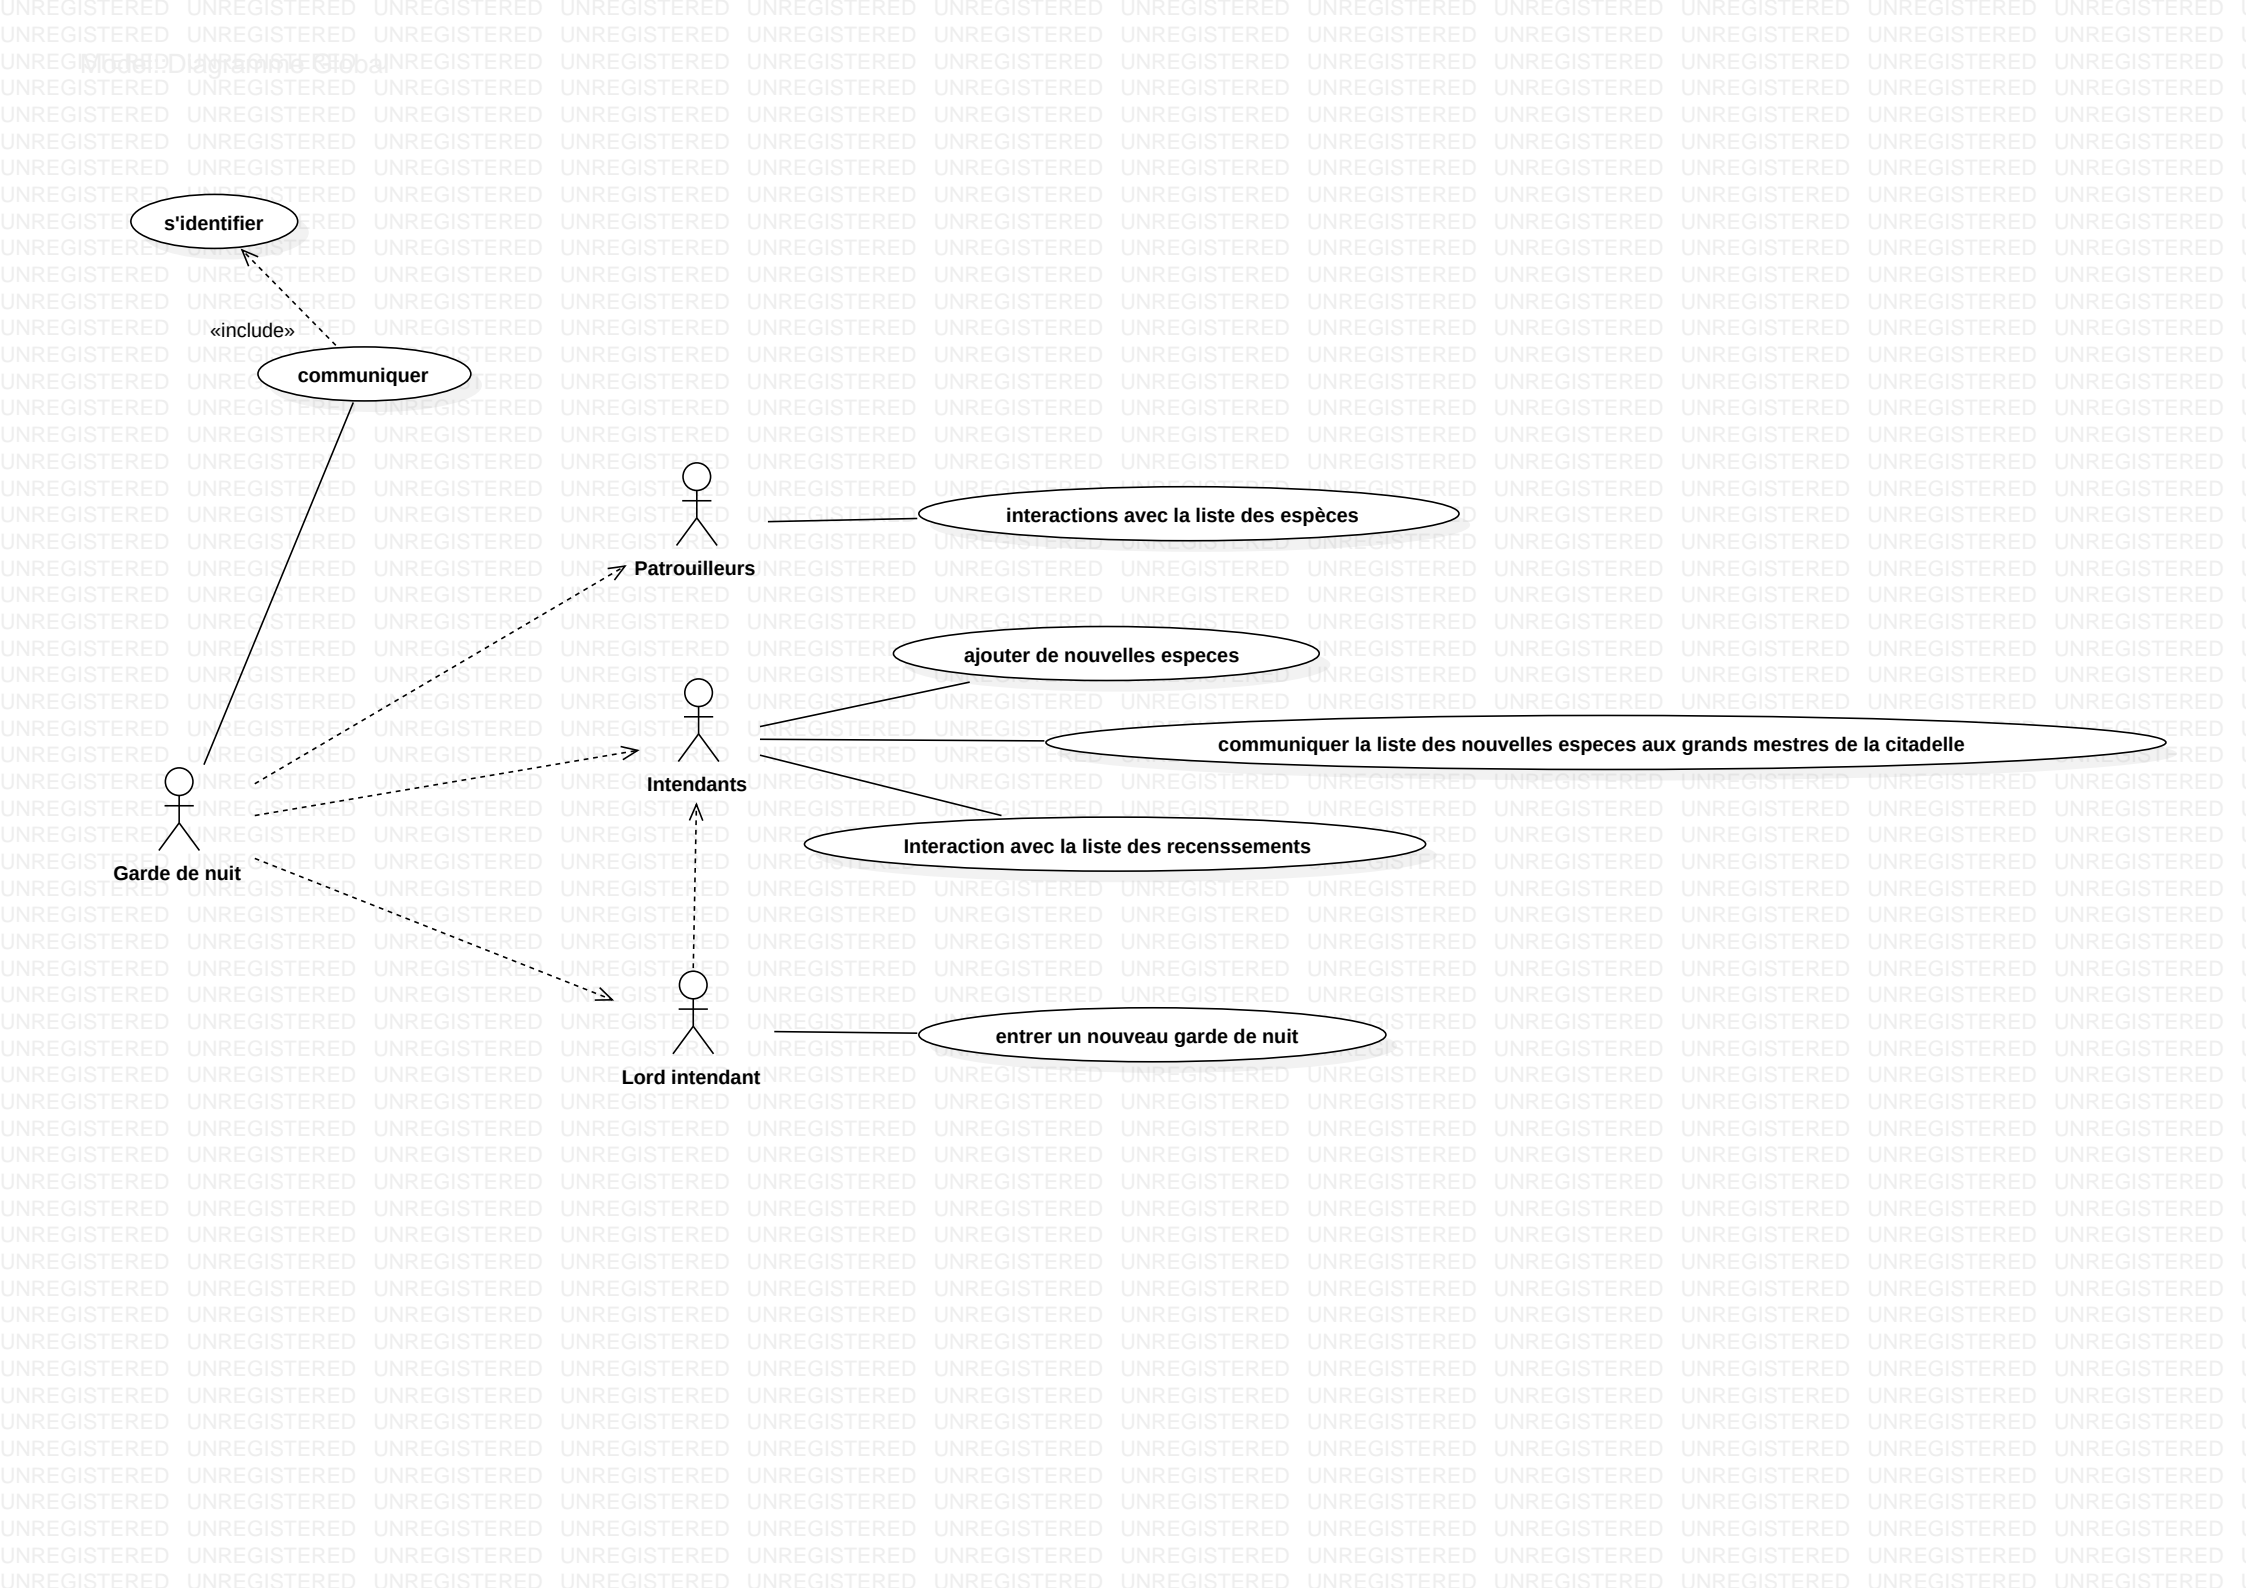 Model::Diagramme Global
s'identifier
«include»
communiquer
Patrouilleurs
interactions avec la liste des espèces
ajouter de nouvelles especes
Intendants
communiquer la liste des nouvelles especes aux grands mestres de la citadelle
Interaction avec la liste des recenssements
Garde de nuit
Lord intendant
entrer un nouveau garde de nuit
UNREGISTERED